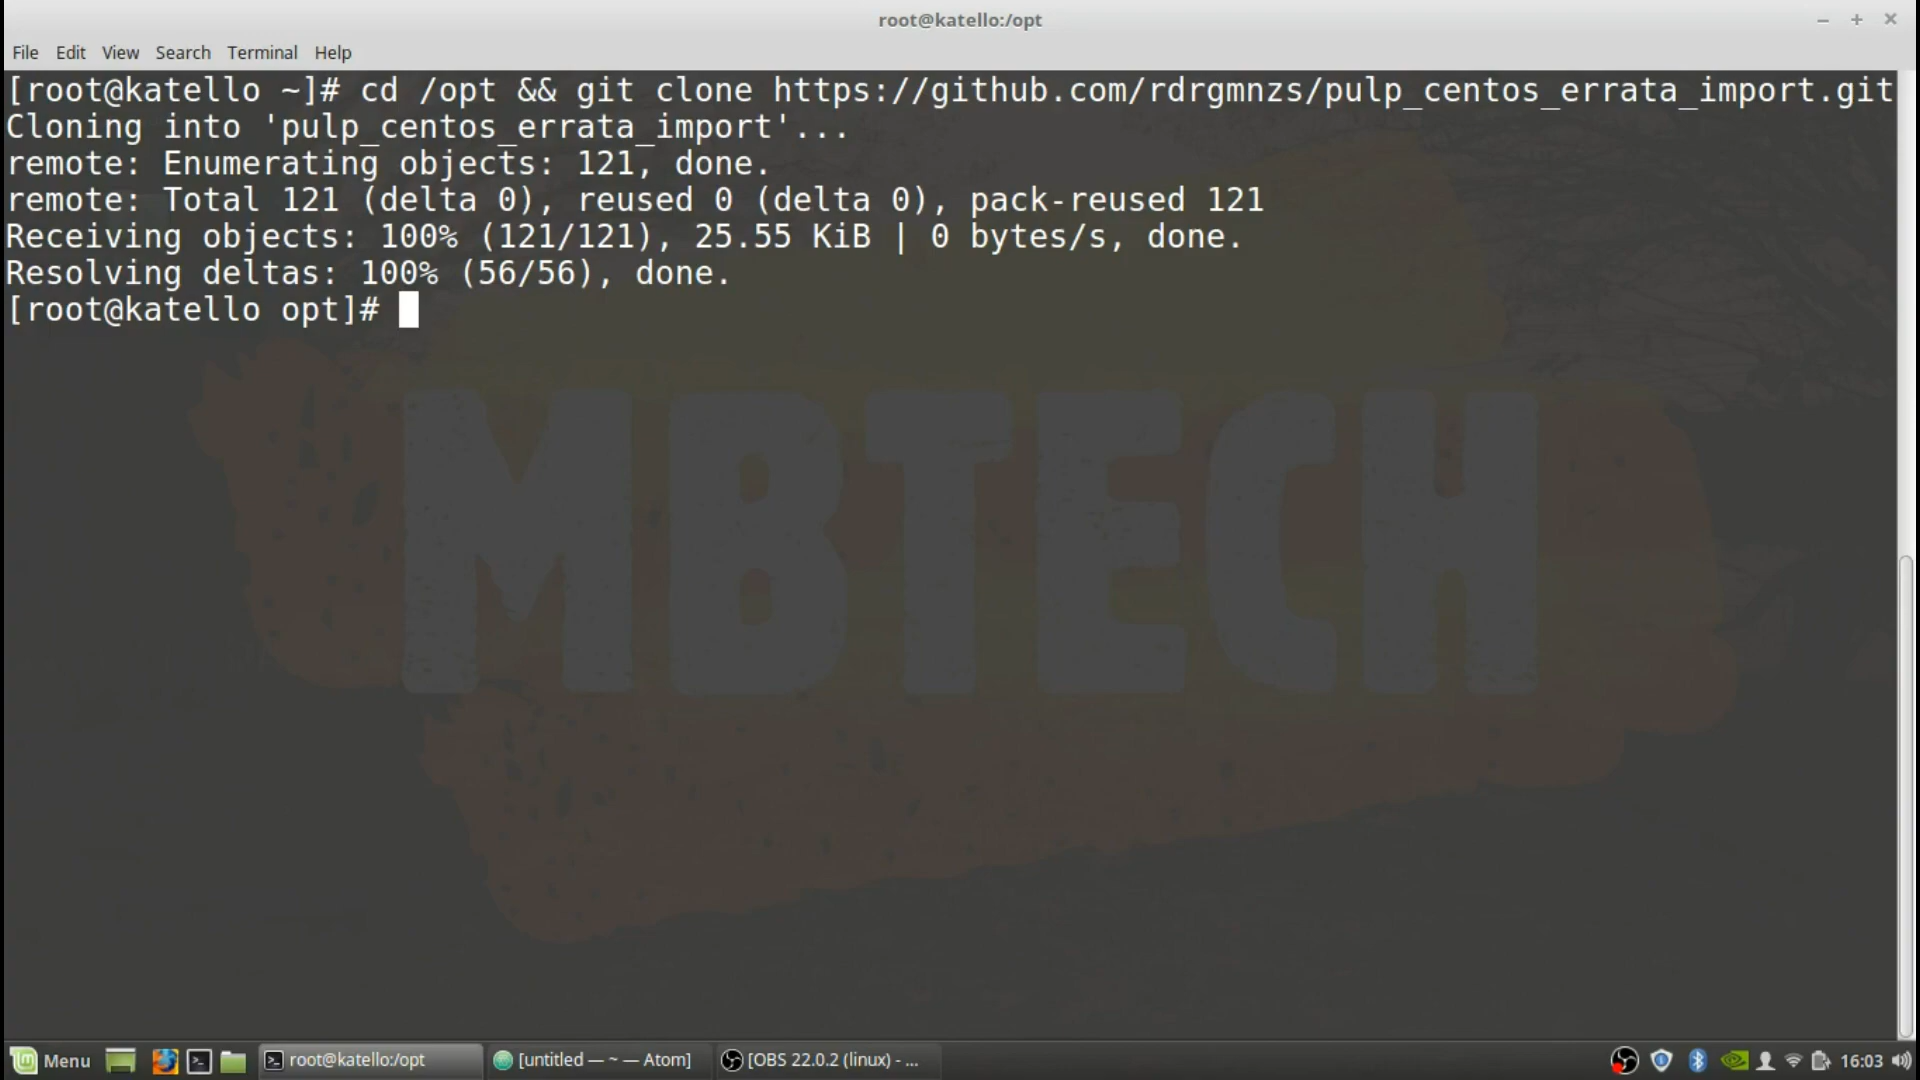 root@katello:/opt
File Edit View Search Terminal Help
[root@katello ~]# cd /opt && git clone https://github.com/rdrgmnzs/pulp_centos_errata_import.git
Cloning into 'pulp_centos_errata_import'...
remote: Enumerating objects: 121, done.
remote: Total 121 (delta 0), reused 0 (delta 0), pack-reused 121
Receiving objects: 100% (121/121), 25.55 KiB | 0 bytes/s, done.
Resolving deltas: 100% (56/56), done.
[root@katello opt]#
MBTECH
Menu root@katello:/opt [untitled — ~ — Atom] [OBS 22.0.2 (linux) - ... 16:03